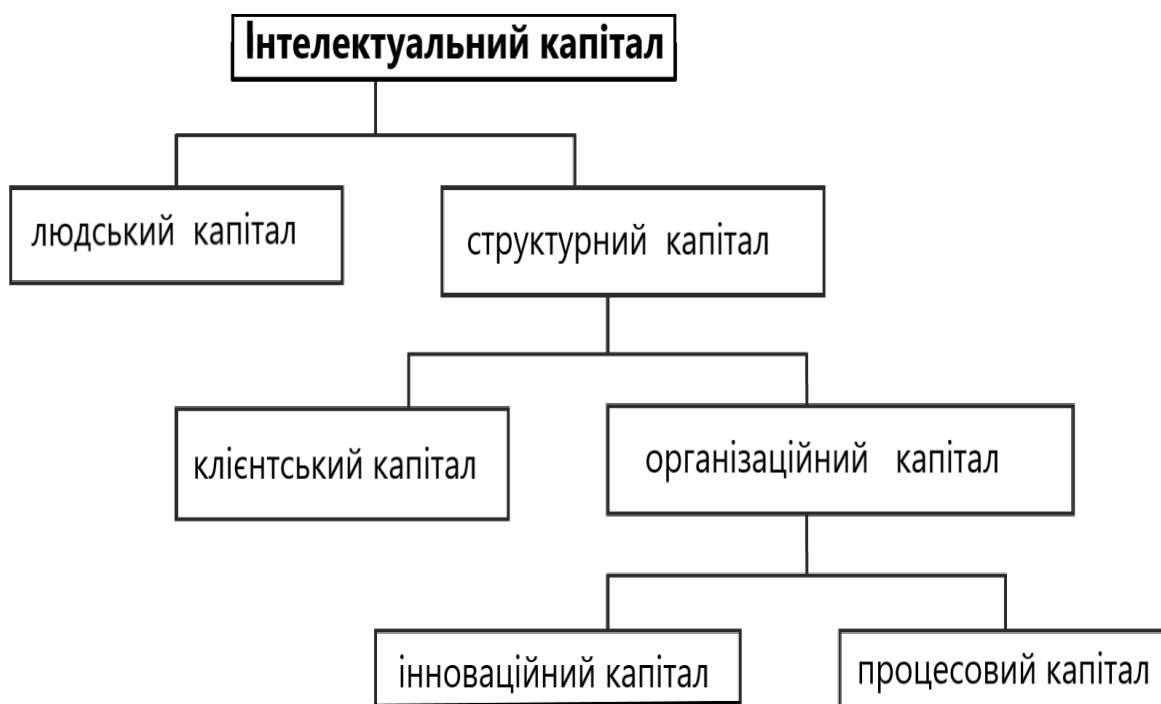 Інтелектуальний капітал
людський капітал
структурний капітал
клієнтський капітал
організаційний капітал
інноваційний капітал
процесовий капітал